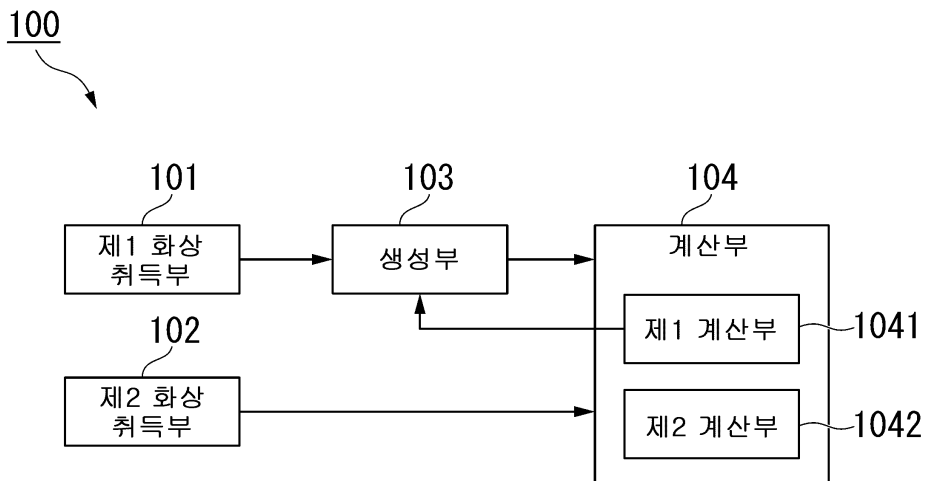 100
101
103
104
제1 화상
취득부
생성부
계산부
제1 계산부
1041
102
제2 화상
취득부
제2 계산부
1042